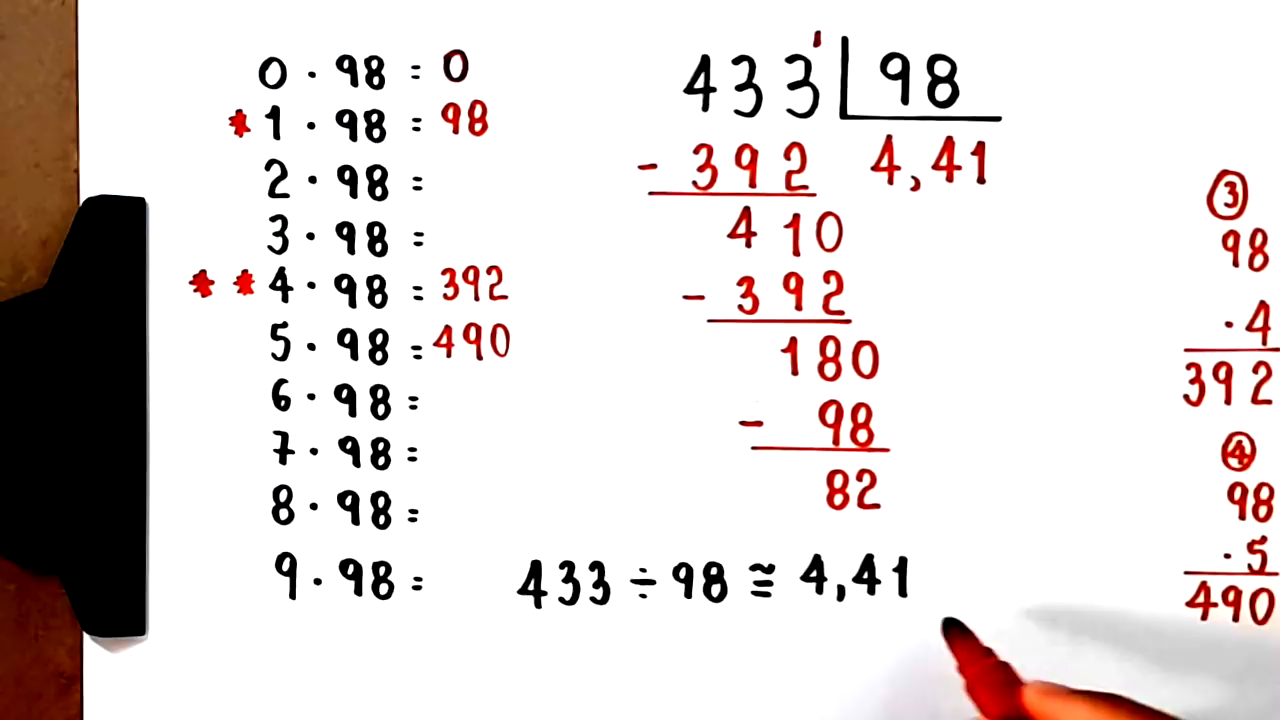 0 · 98 = 0
* 1 · 98 = 98
2 · 98 =
3 · 98 =
* * 4 · 98 = 392
5 · 98 = 490
6 · 98 =
7 · 98 =
8 · 98 =
9 · 98 =
433' 98
- 392 4,41
410
- 392
180
- 98
82
433 ÷ 98 ≅ 4,41
③
98
· 4
392
④
98
· 5
490